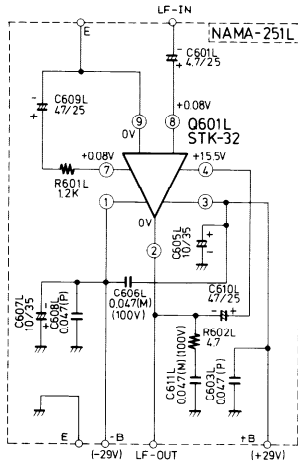 LF-IN
NAMA-251L
E
C601L
4.7/25
C609L
47/25
+0.08V
Q601L
STK-32
9
8
0V
+0.08V
+15.5V
7
4
R601L
1.2K
1
3
0V
2
C605L
10/35
C606L
0.047(M)
(100V)
C610L
47/25
C607L
10/35
C608L
0.047(P)
R602L
4.7
C611L
0.047(M)(100V)
C603L
0.047(P)
E
-B
(-29V)
LF-OUT
+B
(+29V)